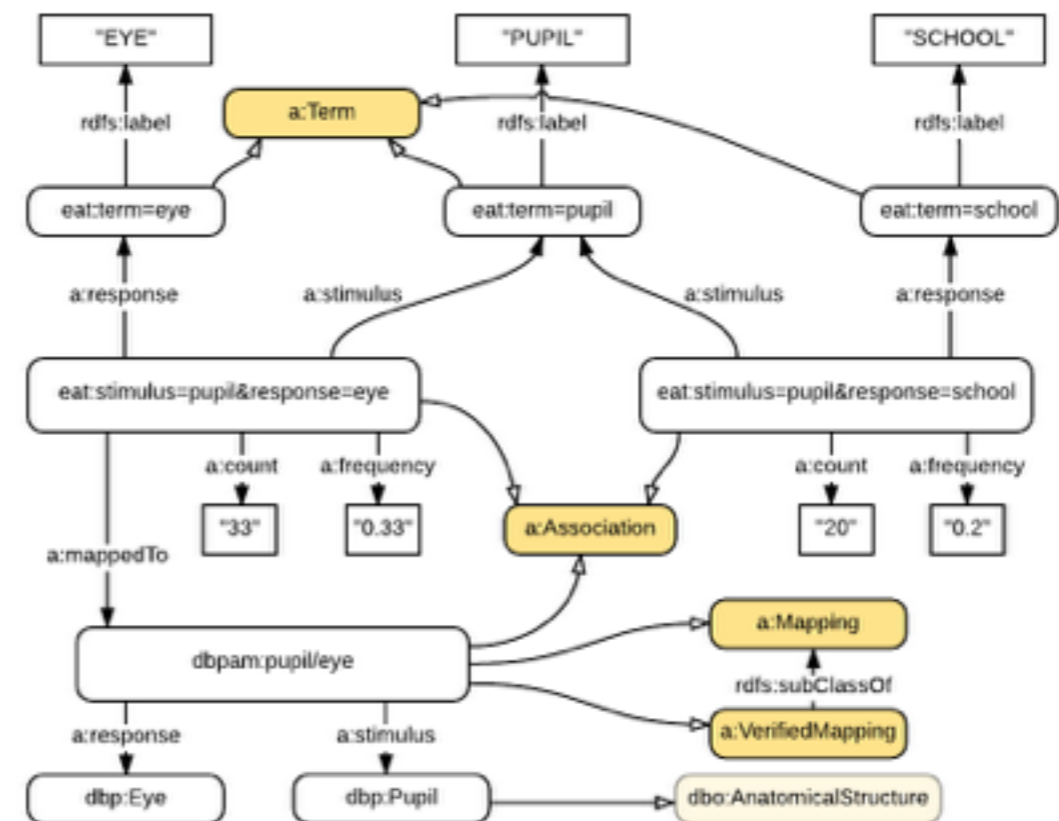 "EYE"
"PUPIL"
"SCHOOL"
a:Term
rdfs:label
rdfs:label
rdfs:label
eat:term=eye
eat:term=pupil
eat:term=school
a:response
a:stimulus
a:stimulus
a:response
eat:stimulus=pupil&response=eye
eat:stimulus=pupil&response=school
a:count
a:frequency
a:count
a:frequency
"33"
"0.33"
a:Association
"20"
"0.2"
a:mappedTo
a:Mapping
dbpam:pupil/eye
rdfs:subClassOf
a:response
a:stimulus
a:VerifiedMapping
dbp:Eye
dbp:Pupil
dbo:AnatomicalStructure